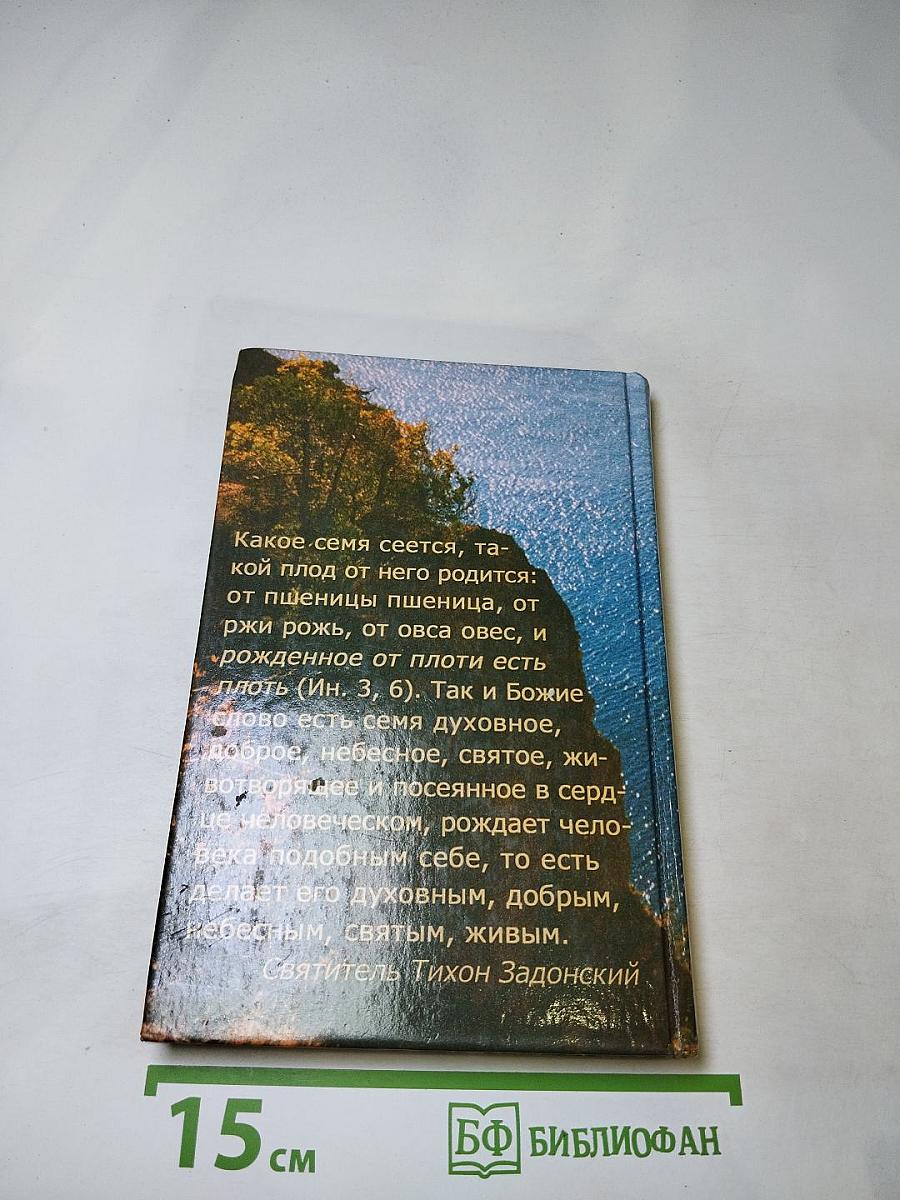 Какое семя сеется, та-
кой плод от него родится:
от пшеницы пшеница, от
ржи рожь, от овса овес, и
рожденное от плоти есть
плоть (Ин. 3, 6). Так и Божие
слово есть семя духовное,
доброе, небесное, святое, жи-
вотворящее и посеянное в серд-
це человеческом, рождает чело-
века подобным себе, то есть
делает его духовным, добрым,
небесным, святым, живым.
Святитель Тихон Задонский
15 см
БФ БИБЛИОФАН